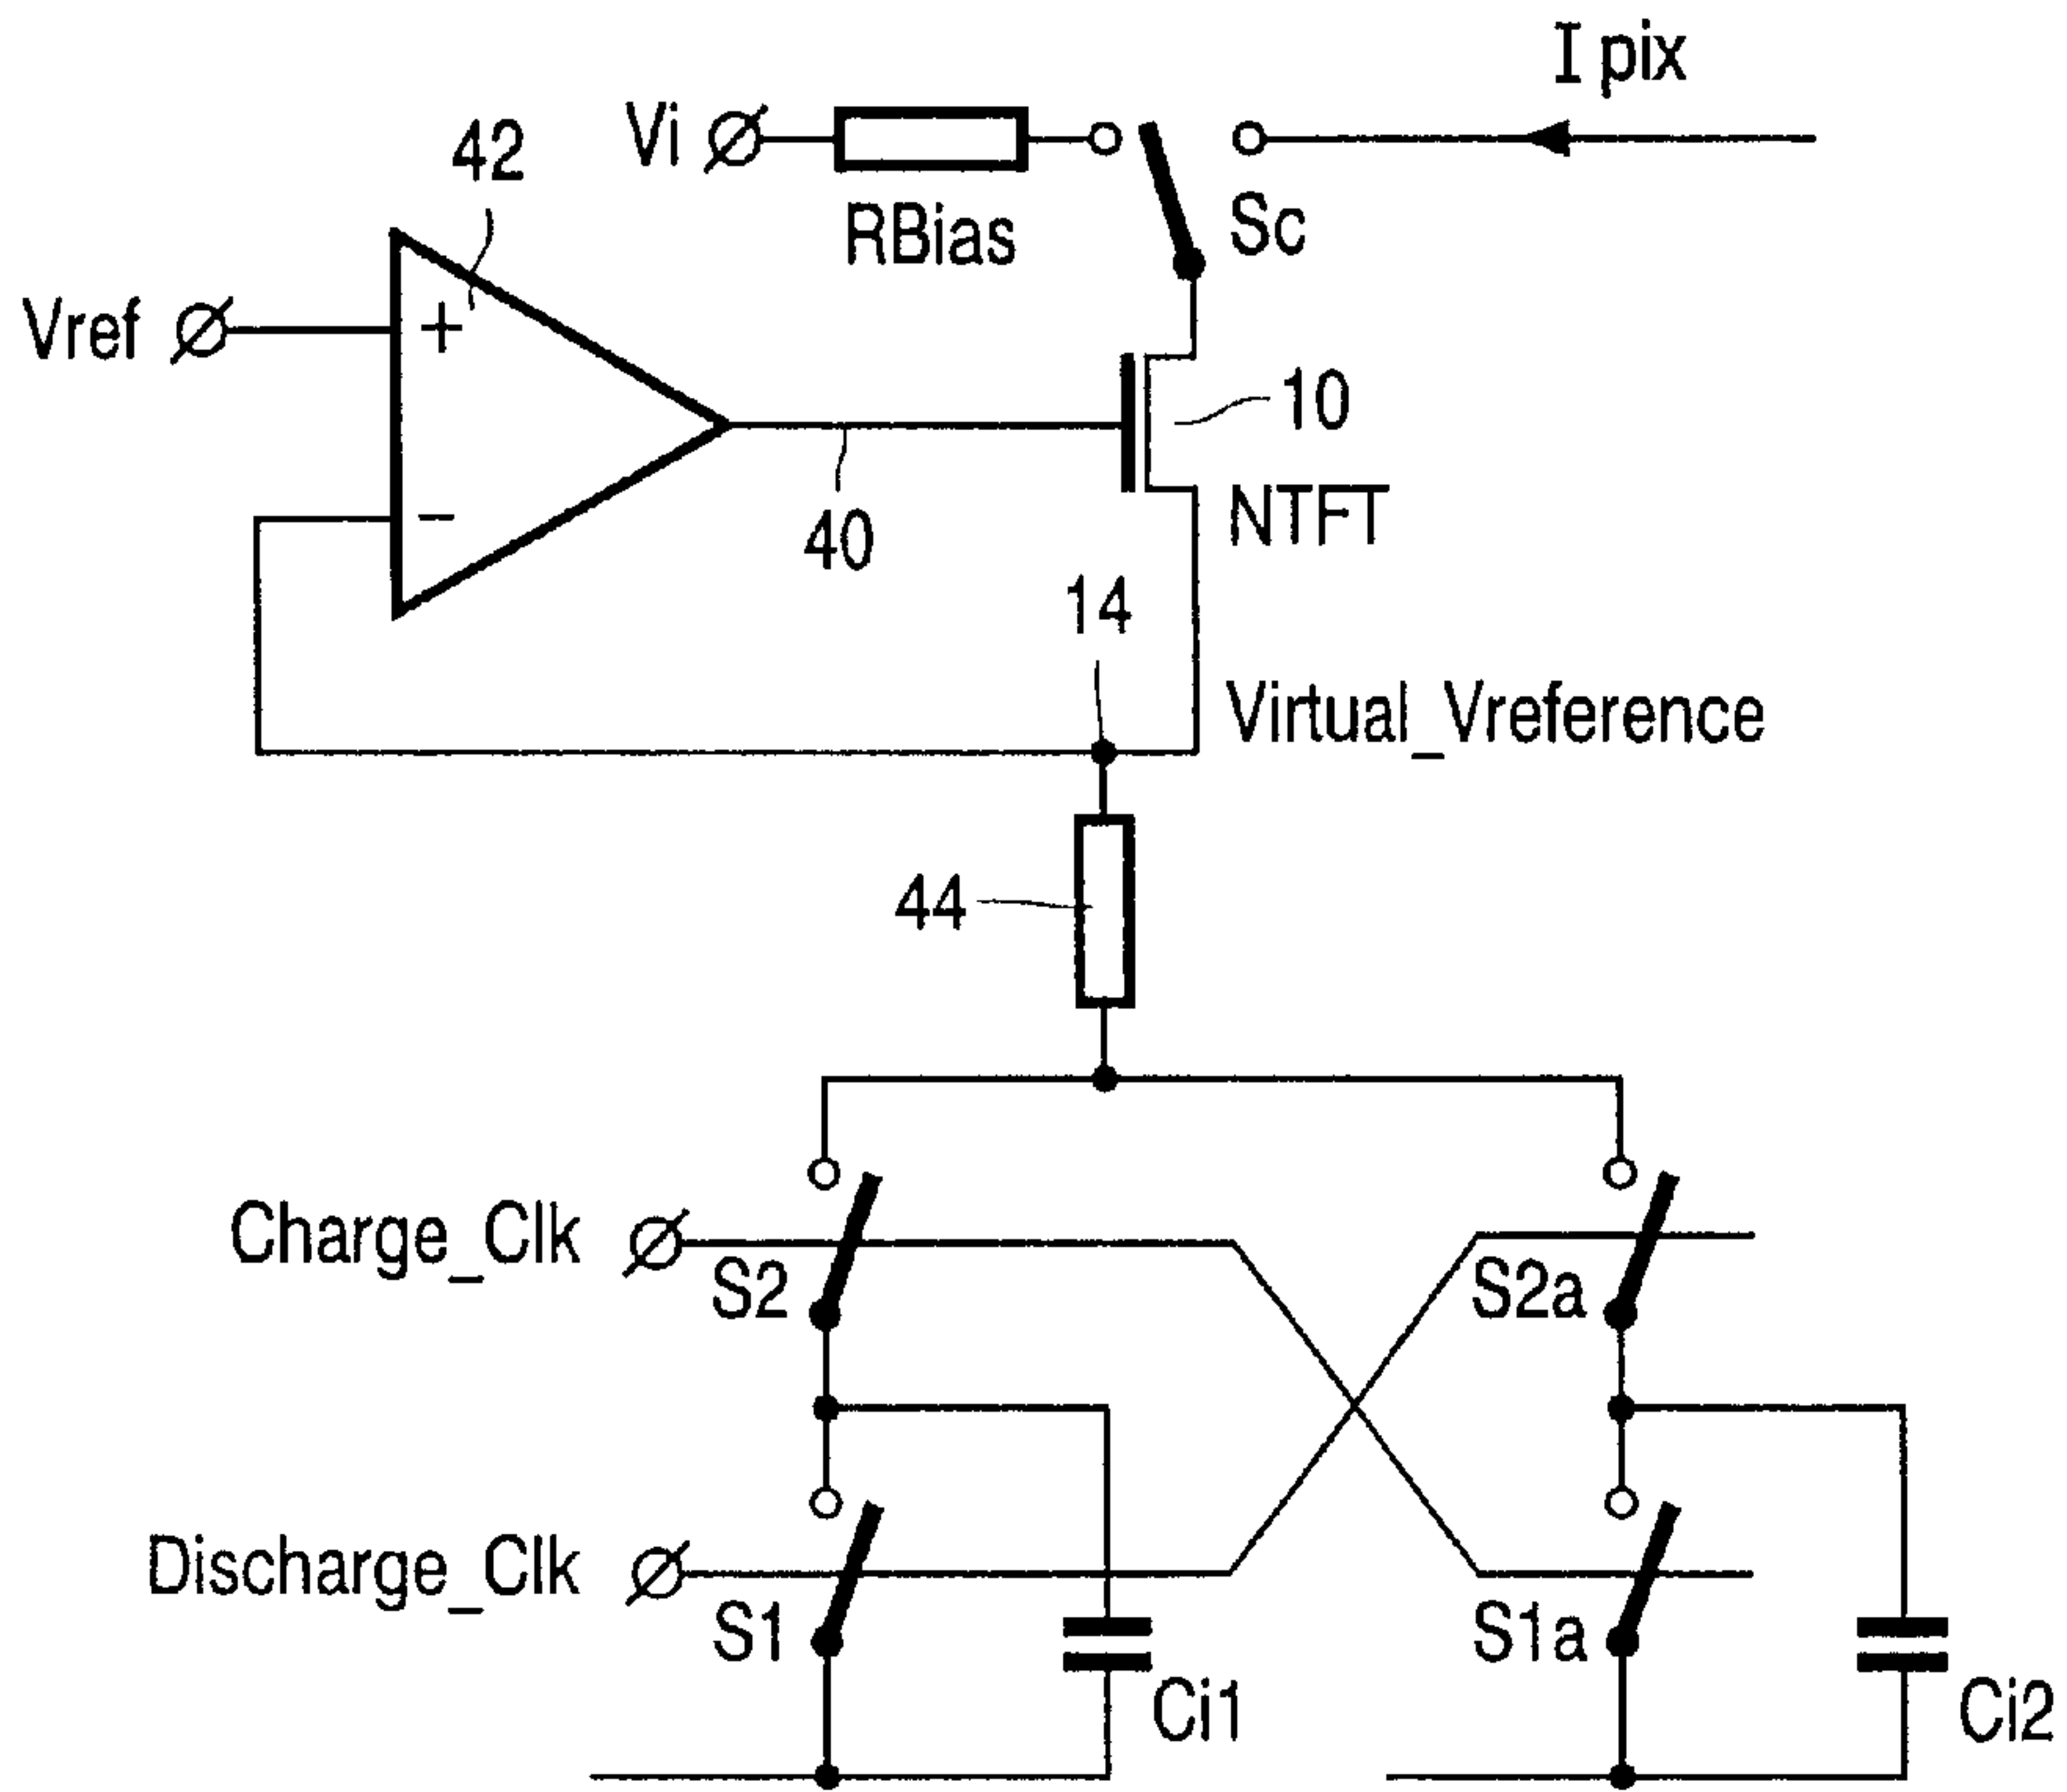 I pix
Vi
42
RBias
Sc
Vref
+
10
−
40
NTFT
14
Virtual_Vreference
44
Charge_Clk
S2
S2a
Discharge_Clk
S1
S1a
Ci1
Ci2